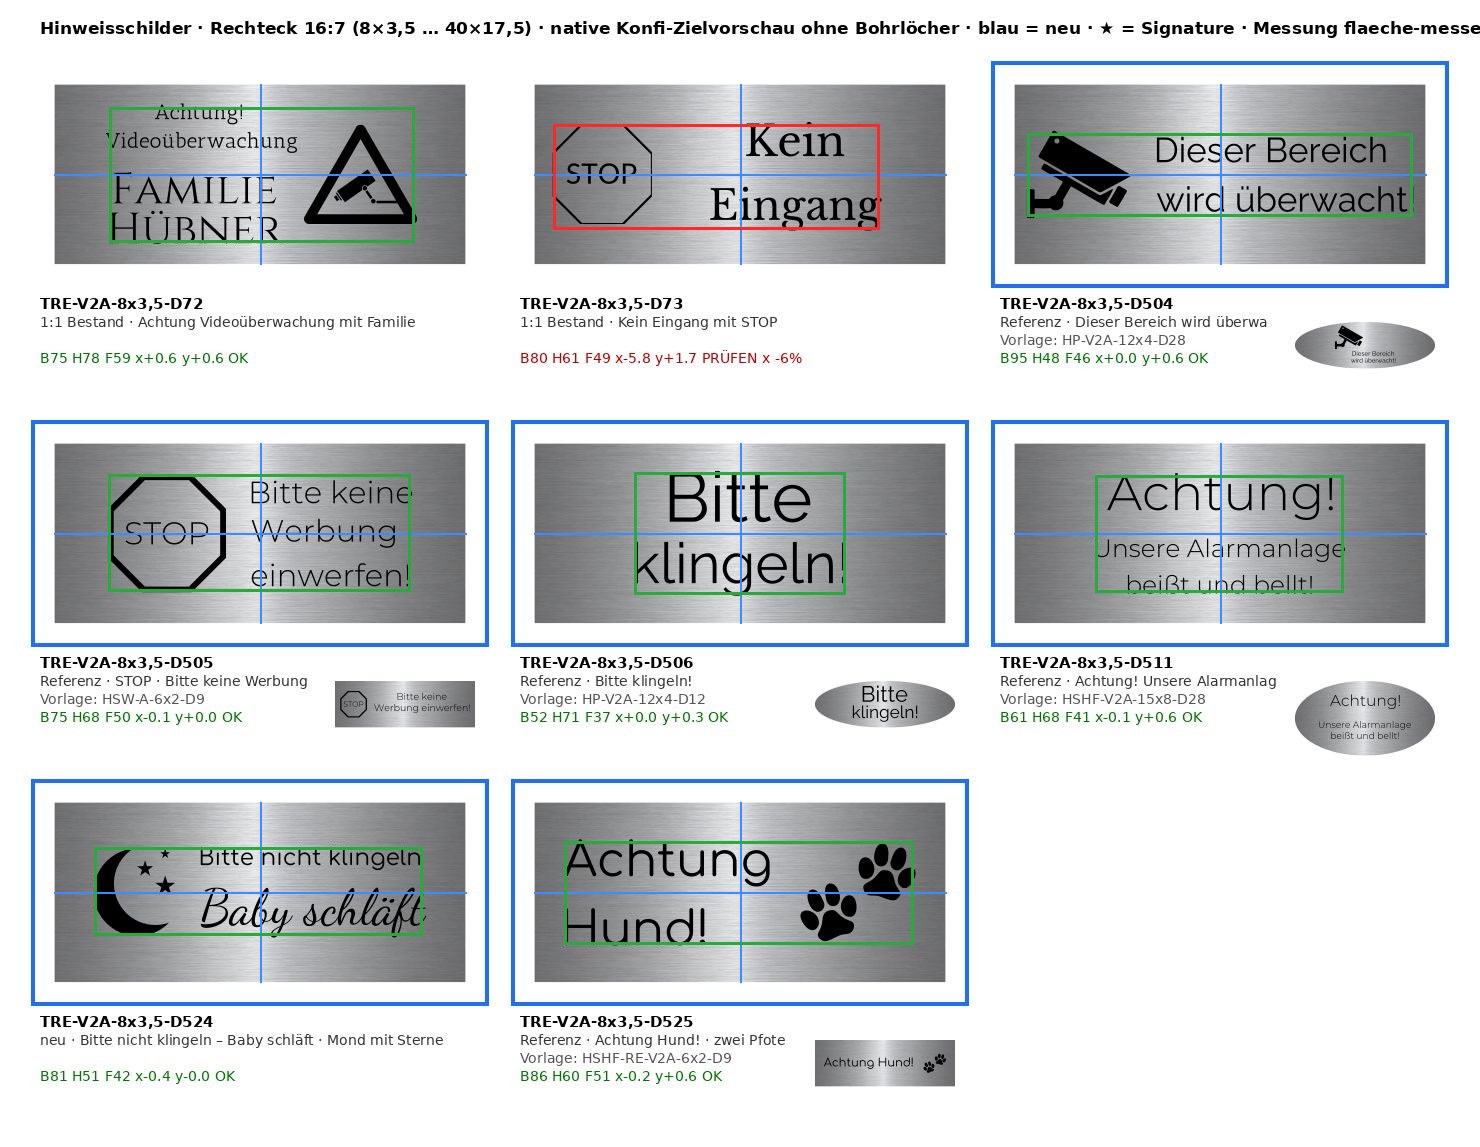 Hinweisschilder · Rechteck 16:7 (8×3,5 … 40×17,5) · native Konfi-Zielvorschau ohne Bohrlöcher · blau = neu · ★ = Signature · Messung flaeche-messe
Achtung!
Videoüberwachung
FAMILIE
HÜBNER
TRE-V2A-8x3,5-D72
1:1 Bestand · Achtung Videoüberwachung mit Familie
B75 H78 F59 x+0.6 y+0.6 OK
STOP
Kein
Eingang
TRE-V2A-8x3,5-D73
1:1 Bestand · Kein Eingang mit STOP
B80 H61 F49 x-5.8 y+1.7 PRÜFEN x -6%
Dieser Bereich
wird überwacht!
TRE-V2A-8x3,5-D504
Referenz · Dieser Bereich wird überwa
Vorlage: HP-V2A-12x4-D28
B95 H48 F46 x+0.0 y+0.6 OK
Dieser Bereich
wird überwacht!
STOP
Bitte keine
Werbung
einwerfen!
TRE-V2A-8x3,5-D505
Referenz · STOP · Bitte keine Werbung
Vorlage: HSW-A-6x2-D9
B75 H68 F50 x-0.1 y+0.0 OK
STOP
Bitte keine
Werbung einwerfen!
Bitte
klingeln!
TRE-V2A-8x3,5-D506
Referenz · Bitte klingeln!
Vorlage: HP-V2A-12x4-D12
B52 H71 F37 x+0.0 y+0.3 OK
Bitte
klingeln!
Achtung!
Unsere Alarmanlage
beißt und bellt!
TRE-V2A-8x3,5-D511
Referenz · Achtung! Unsere Alarmanlag
Vorlage: HSHF-V2A-15x8-D28
B61 H68 F41 x-0.1 y+0.6 OK
Achtung!
Unsere Alarmanlage
beißt und bellt!
Bitte nicht klingeln
Baby schläft
TRE-V2A-8x3,5-D524
neu · Bitte nicht klingeln – Baby schläft · Mond mit Sterne
B81 H51 F42 x-0.4 y-0.0 OK
Achtung
Hund!
TRE-V2A-8x3,5-D525
Referenz · Achtung Hund! · zwei Pfote
Vorlage: HSHF-RE-V2A-6x2-D9
B86 H60 F51 x-0.2 y+0.6 OK
Achtung Hund!